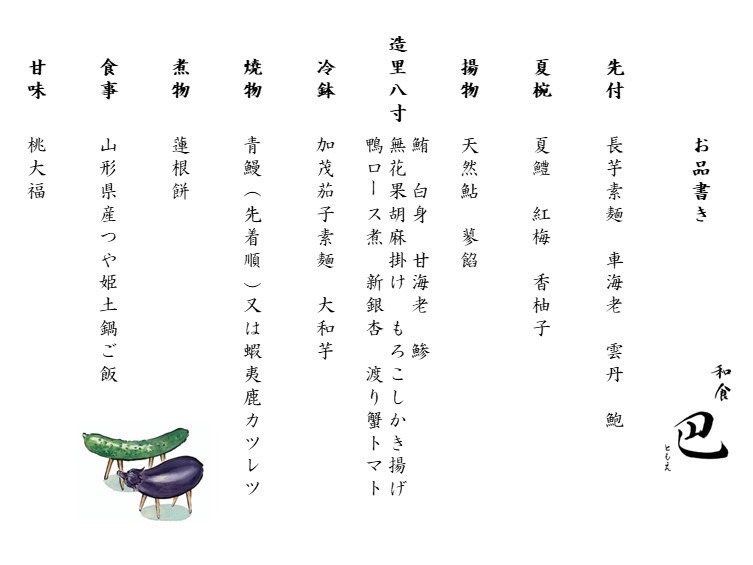 お品書き
和食 巴
ともえ
先付 長芋素麺 車海老 雲丹 鮑
夏椀 夏鱧 紅梅 香柚子
揚物 天然鮎 蓼餡
造里八寸
鮪 白身 甘海老 鯵
無花果胡麻掛け もろこしかき揚げ
鴨ロース煮 新銀杏 渡り蟹トマト
冷鉢 加茂茄子素麺 大和芋
焼物 青鰻（先着順）又は蝦夷鹿カツレツ
煮物 蓮根餅
食事 山形県産つや姫土鍋ご飯
甘味 桃大福